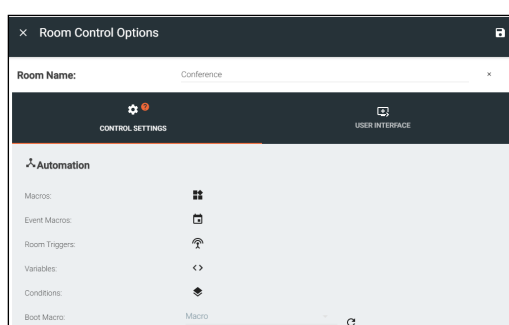 × Room Control Options
Room Name: Conference ×
? 
CONTROL SETTINGS USER INTERFACE
Automation
Macros:
Event Macros:
Room Triggers:
Variables: <>
Conditions:
Boot Macro: Macro